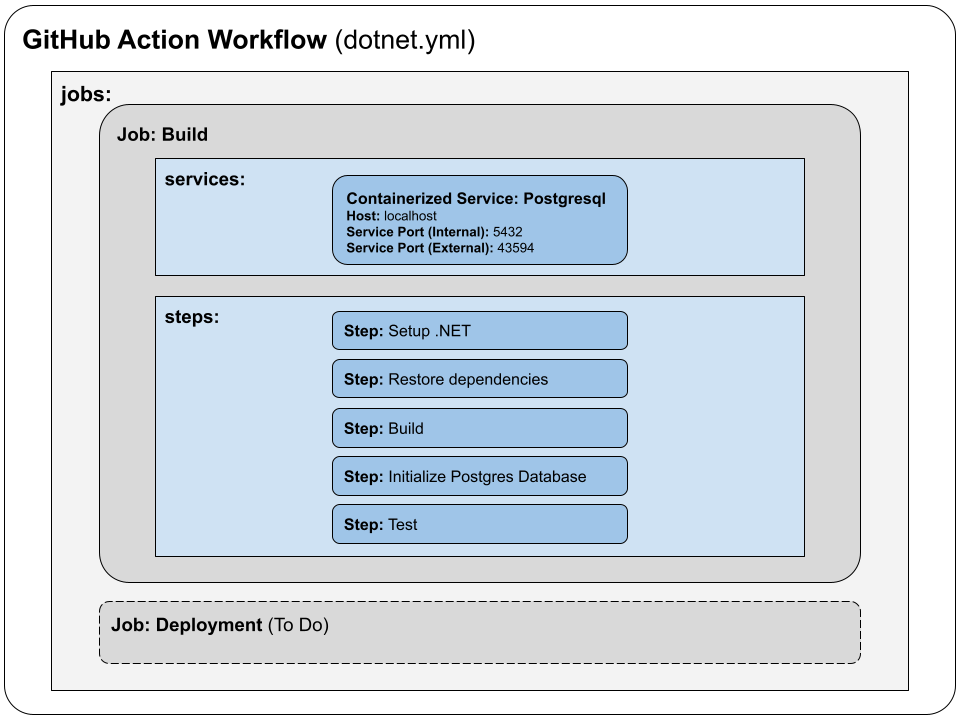 GitHub Action Workflow (dotnet.yml)
jobs:
Job: Build
services:
Containerized Service: Postgresql
Host: localhost
Service Port (Internal): 5432
Service Port (External): 43594
steps:
Step: Setup .NET
Step: Restore dependencies
Step: Build
Step: Initialize Postgres Database
Step: Test
Job: Deployment (To Do)